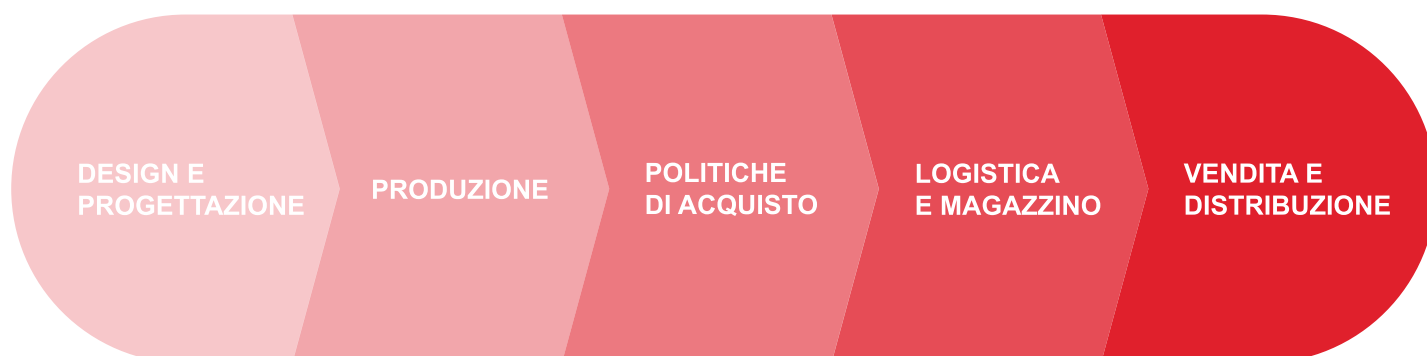 DESIGN E
PROGETTAZIONE
PRODUZIONE
POLITICHE
DI ACQUISTO
LOGISTICA
E MAGAZZINO
VENDITA E
DISTRIBUZIONE